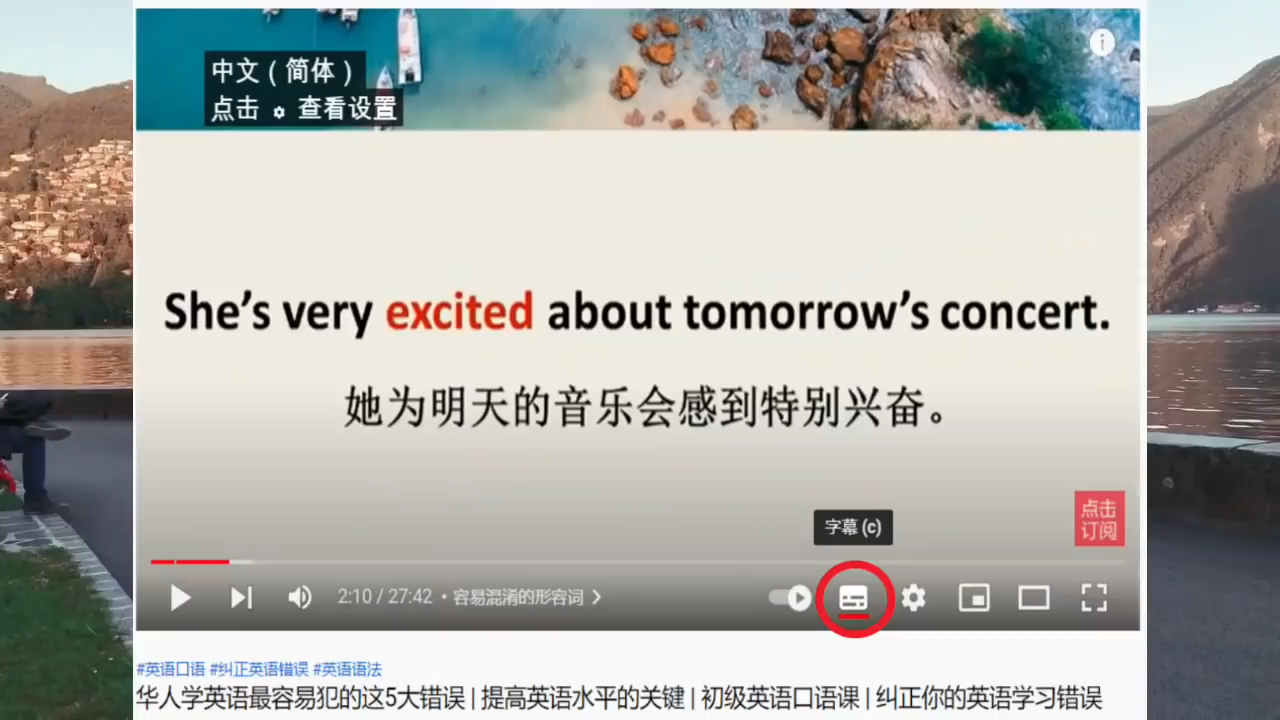 中文（简体）
点击 查看设置
She's very excited about tomorrow's concert.
她为明天的音乐会感到特别兴奋。
点击
订阅
字幕 (c)
2:10 / 27:42 • 容易混淆的形容词
#英语口语 #纠正英语错误 #英语语法
华人学英语最容易犯的这5大错误 | 提高英语水平的关键 | 初级英语口语课 | 纠正你的英语学习错误